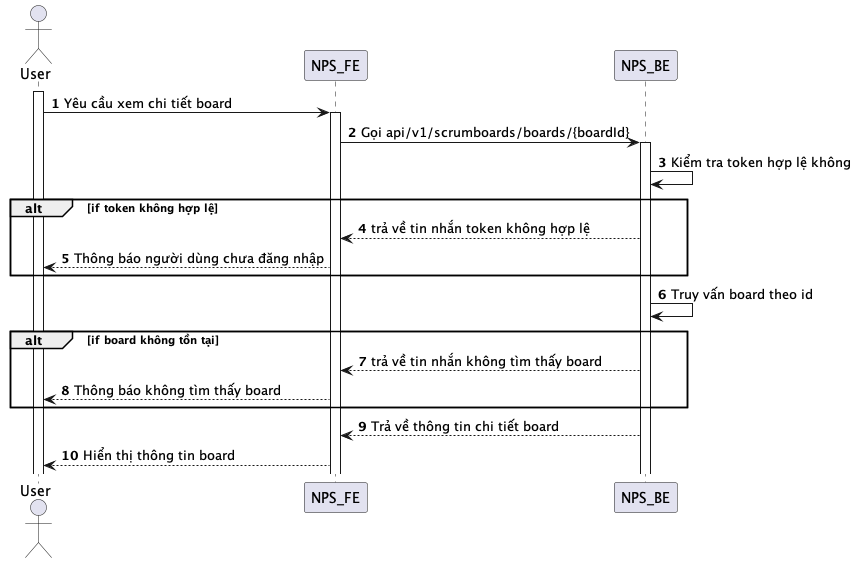 User
NPS_FE
NPS_BE
1 Yêu cầu xem chi tiết board
2 Gọi api/v1/scrumboards/boards/{boardId}
3 Kiểm tra token hợp lệ không
alt [if token không hợp lệ]
4 trả về tin nhắn token không hợp lệ
5 Thông báo người dùng chưa đăng nhập
6 Truy vấn board theo id
alt [if board không tồn tại]
7 trả về tin nhắn không tìm thấy board
8 Thông báo không tìm thấy board
9 Trả về thông tin chi tiết board
10 Hiển thị thông tin board
User
NPS_FE
NPS_BE